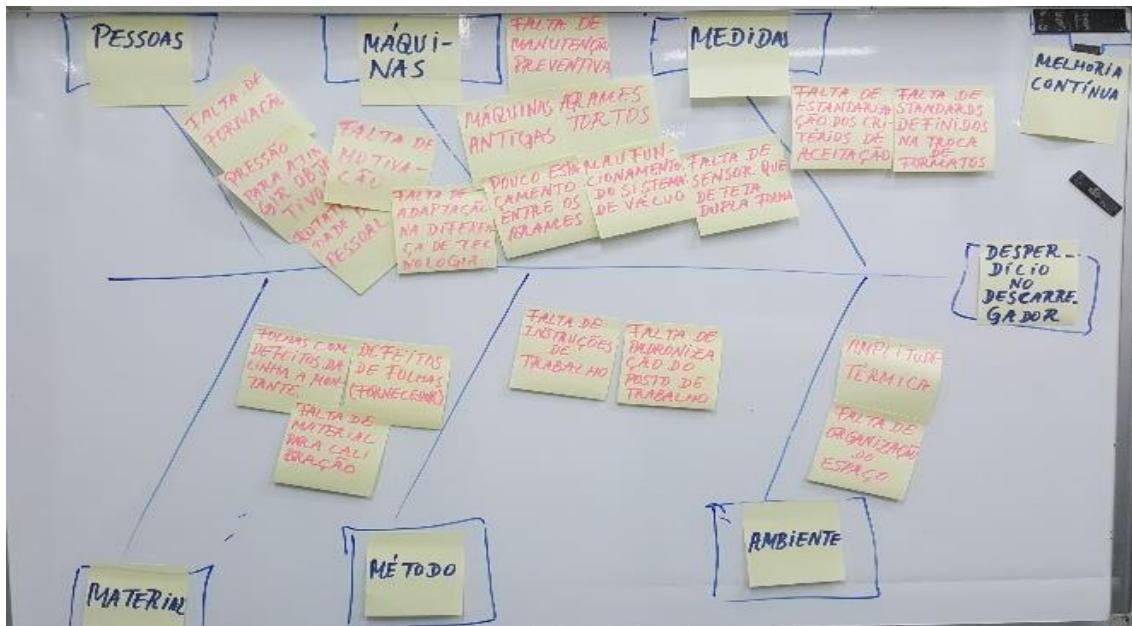 PESSOAS
MÁQUI-
NAS
FALTA DE
MANUTENÇÃO
PREVENTIVA
MEDIDAS
MELHORIA
CONTÍNUA
FALTA DE
FORMAÇÃO
PRESSÃO
PARA ATIN
GIR OBJE
TIVOS
FALTA DE
MOTIVA-
ÇÃO
ROTATIVI
DADE DE
PESSOAL
FALTA DE
ADAPTAÇÃO
NA DIFEREN
ÇA DE TEC
NOLOGIA
MÁQUINAS
ANTIGAS
ARAMES
TORTOS
POUCO ESPA
ÇAMENTO
ENTRE OS
ARAMES
MAU FUN-
CIONAMENTO
DO SISTEMA
DE VÁCUO
FALTA DE
SENSOR QUE
DETETA
DUPLA FOLHA
FALTA DE
ESTANDARIZA
ÇÃO DOS CRI-
TÉRIOS DE
ACEITAÇÃO
FALTA DE
STANDARDS
DEFINIDOS
NA TROCA
DE
FORMATOS
DESPER-
DÍCIO
NO
DESCARRE-
GADOR
FOLHAS COM
DEFEITOS DA
LINHA A MON-
TANTE.
DEFEITOS
DE FOLHAS
(FORNECEDOR)
FALTA DE
MATERIAL
PARA CALI
BRAÇÃO
FALTA DE
INSTRUÇÕES
DE
TRABALHO
FALTA DE
PADRONIZA
ÇÃO DO
POSTO DE
TRABALHO
AMPLITUDE
TÉRMICA
FALTA DE
ORGANIZAÇÃO
DO
ESPAÇO
MATERIAL
MÉTODO
AMBIENTE